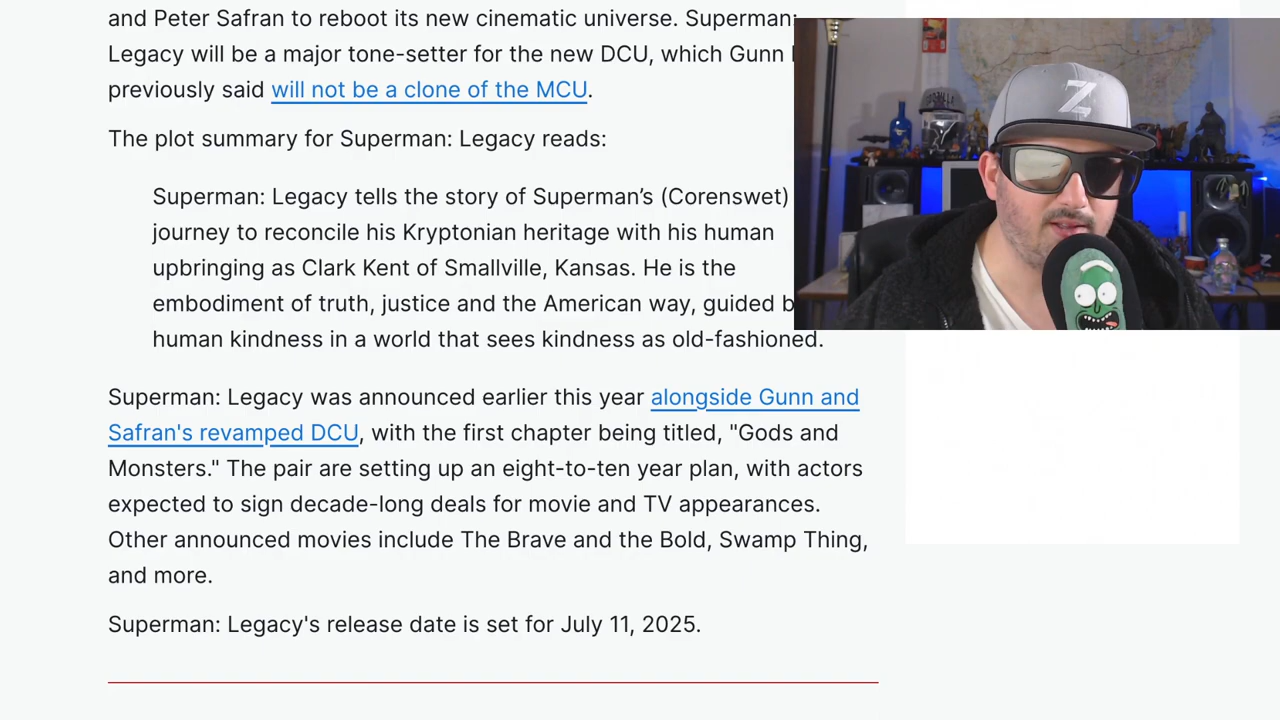 and Peter Safran to reboot its new cinematic universe. Superman:
Legacy will be a major tone-setter for the new DCU, which Gunn
previously said will not be a clone of the MCU.
The plot summary for Superman: Legacy reads:
Superman: Legacy tells the story of Superman’s (Corenswet)
journey to reconcile his Kryptonian heritage with his human
upbringing as Clark Kent of Smallville, Kansas. He is the
embodiment of truth, justice and the American way, guided
human kindness in a world that sees kindness as old-fashioned.
Superman: Legacy was announced earlier this year alongside Gunn and
Safran's revamped DCU, with the first chapter being titled, "Gods and
Monsters." The pair are setting up an eight-to-ten year plan, with actors
expected to sign decade-long deals for movie and TV appearances.
Other announced movies include The Brave and the Bold, Swamp Thing,
and more.
Superman: Legacy's release date is set for July 11, 2025.
Z